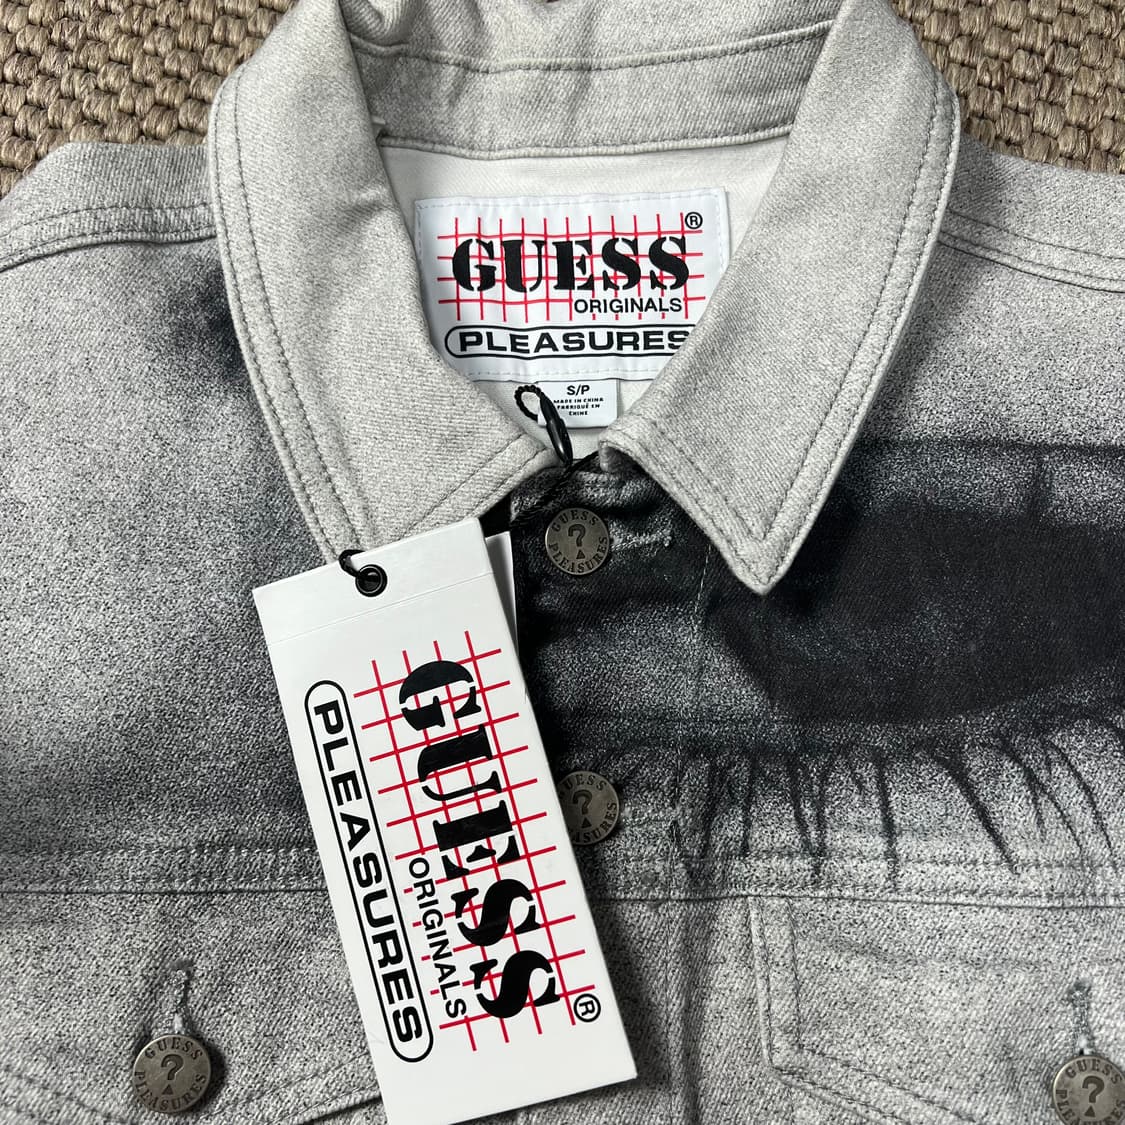 GUESS®
ORIGINALS
PLEASURES
S/P
MADE IN CHINA
FABRIQUÉ EN
CHINE
GUESS
?
PLEASURES
GUESS®
ORIGINALS
PLEASURES
GUESS
?
GUESS
?
PLEASURES
GUESS
?
PLEASURES